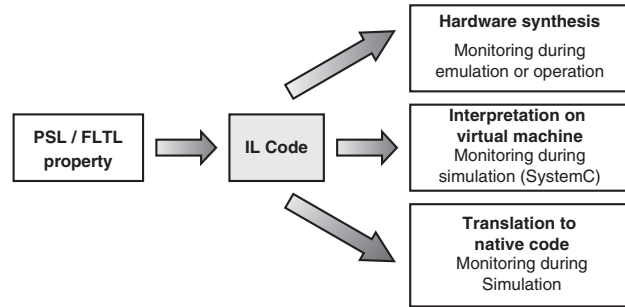 PSL / FLTL
property
IL Code
Hardware synthesis
Monitoring during
emulation or operation
Interpretation on
virtual machine
Monitoring during
simulation (SystemC)
Translation to
native code
Monitoring during
Simulation